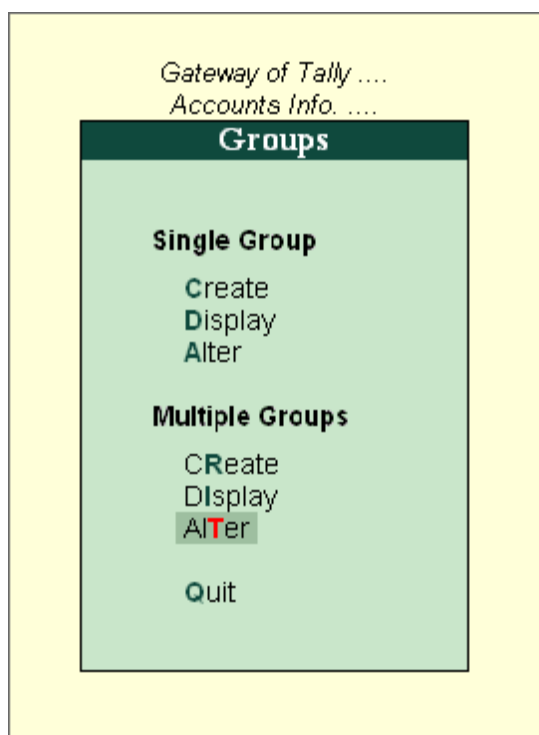 Gateway of Tally ....
Accounts Info. ....
Groups
Single Group
Create
Display
Alter
Multiple Groups
CReate
DIsplay
AlTer
Quit